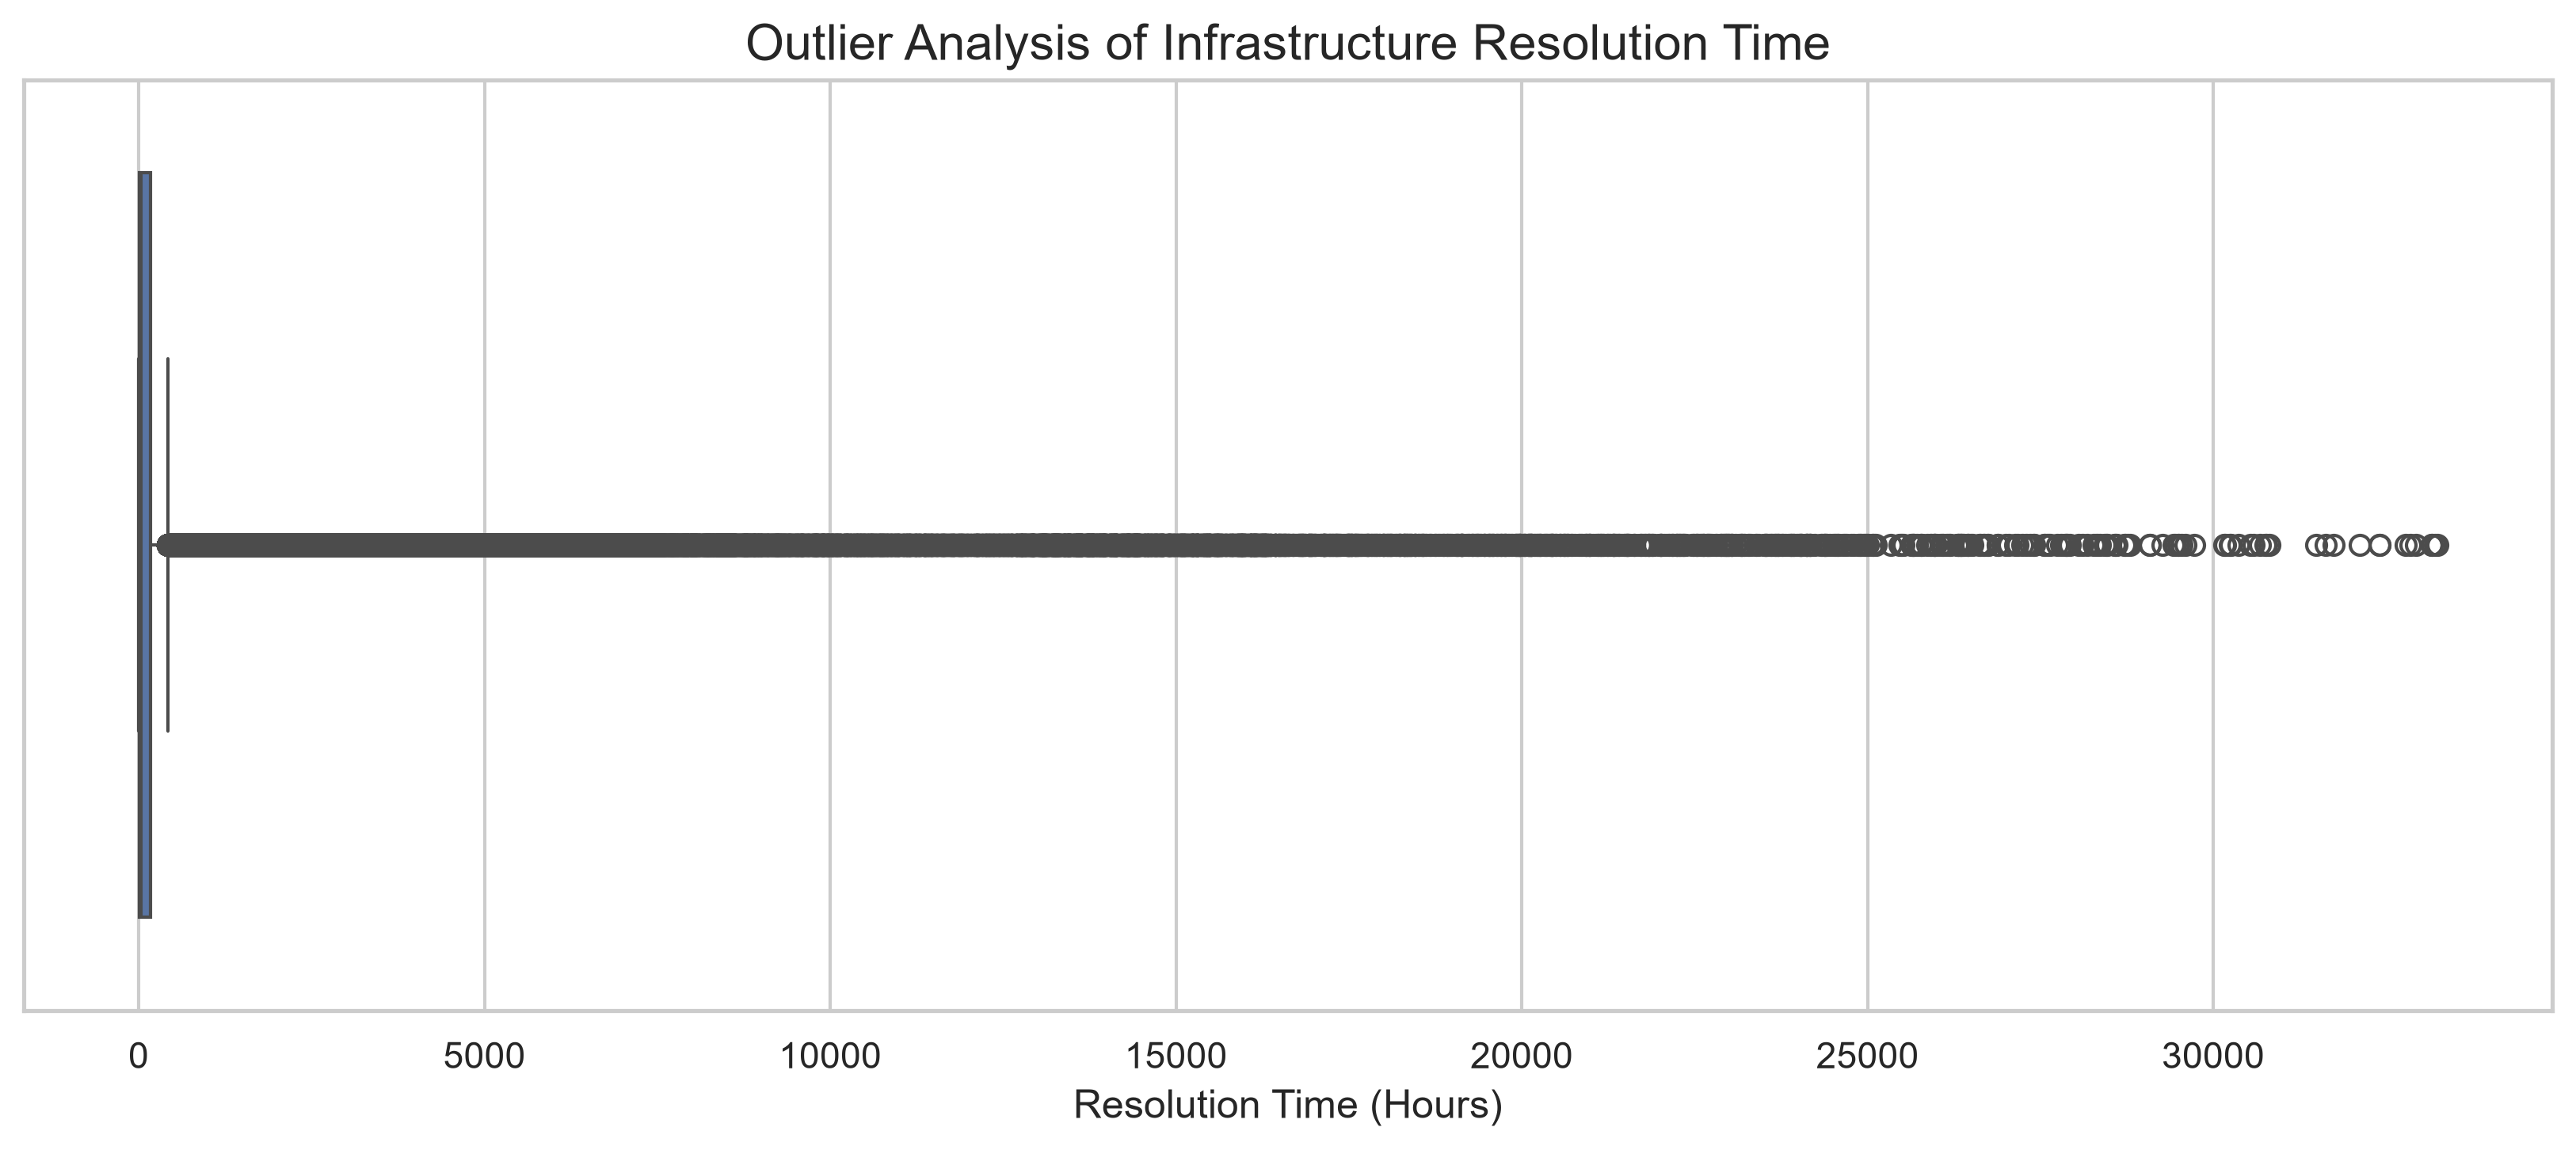 Outlier Analysis of Infrastructure Resolution Time
0 5000 10000 15000 20000 25000 30000
Resolution Time (Hours)